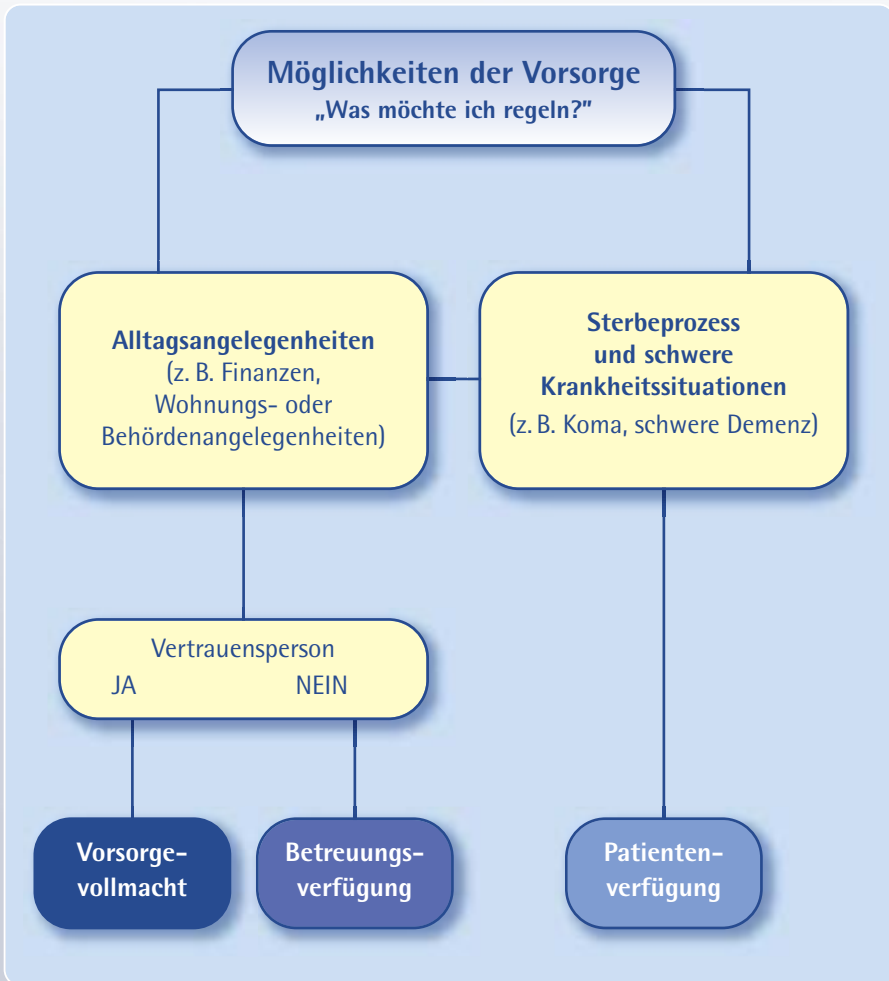 Möglichkeiten der Vorsorge
„Was möchte ich regeln?"
Alltagsangelegenheiten
(z. B. Finanzen,
Wohnungs- oder
Behördenangelegenheiten)
Sterbeprozess
und schwere
Krankheitssituationen
(z. B. Koma, schwere Demenz)
Vertrauensperson
JA NEIN
Vorsorge-
vollmacht
Betreuungs-
verfügung
Patienten-
verfügung